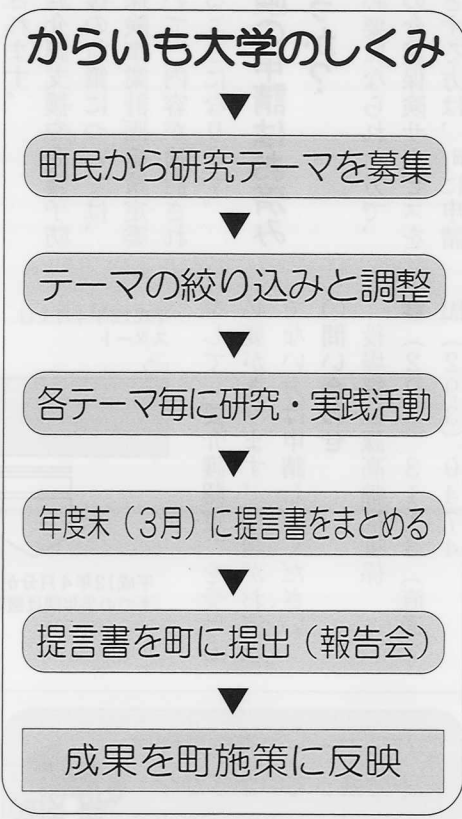 からいも大学のしくみ
▼
町民から研究テーマを募集
▼
テーマの絞り込みと調整
▼
各テーマ毎に研究・実践活動
▼
年度末（3月）に提言書をまとめる
▼
提言書を町に提出（報告会）
▼
成果を町施策に反映